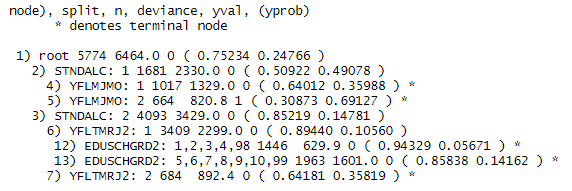 node), split, n, deviance, yval, (yprob)
* denotes terminal node
1) root 5774 6464.0 0 ( 0.75234 0.24766 )
2) STNDALC: 1 1681 2330.0 0 ( 0.50922 0.49078 )
4) YFLMJMO: 1 1017 1329.0 0 ( 0.64012 0.35988 ) *
5) YFLMJMO: 2 664 820.8 1 ( 0.30873 0.69127 ) *
3) STNDALC: 2 4093 3429.0 0 ( 0.85219 0.14781 )
6) YFLTMRJ2: 1 3409 2299.0 0 ( 0.89440 0.10560 )
12) EDUSCHGRD2: 1,2,3,4,98 1446 629.9 0 ( 0.94329 0.05671 ) *
13) EDUSCHGRD2: 5,6,7,8,9,10,99 1963 1601.0 0 ( 0.85838 0.14162 ) *
7) YFLTMRJ2: 2 684 892.4 0 ( 0.64181 0.35819 ) *